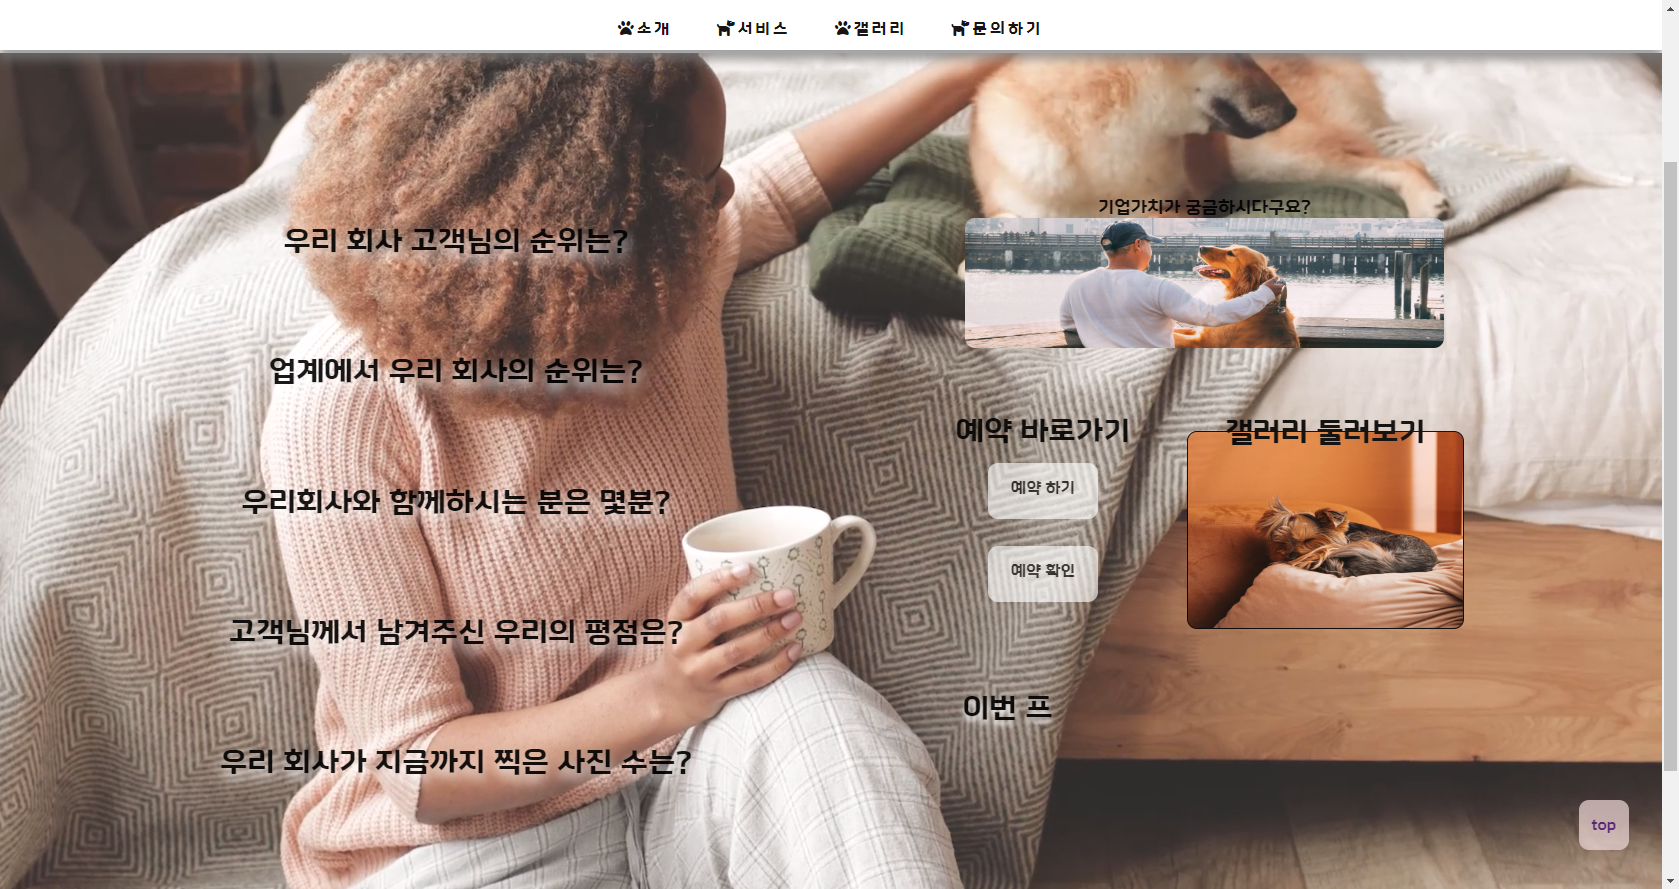 소개 서비스 갤러리 문의하기
우리 회사 고객님의 순위는?
업계에서 우리 회사의 순위는?
우리회사와 함께하시는 분은 몇분?
고객님께서 남겨주신 우리의 평점은?
우리 회사가 지금까지 찍은 사진 수는?
기업가치가 궁금하시다구요?
예약 바로가기
예약 하기
예약 확인
갤러리 둘러보기
이번 프
top